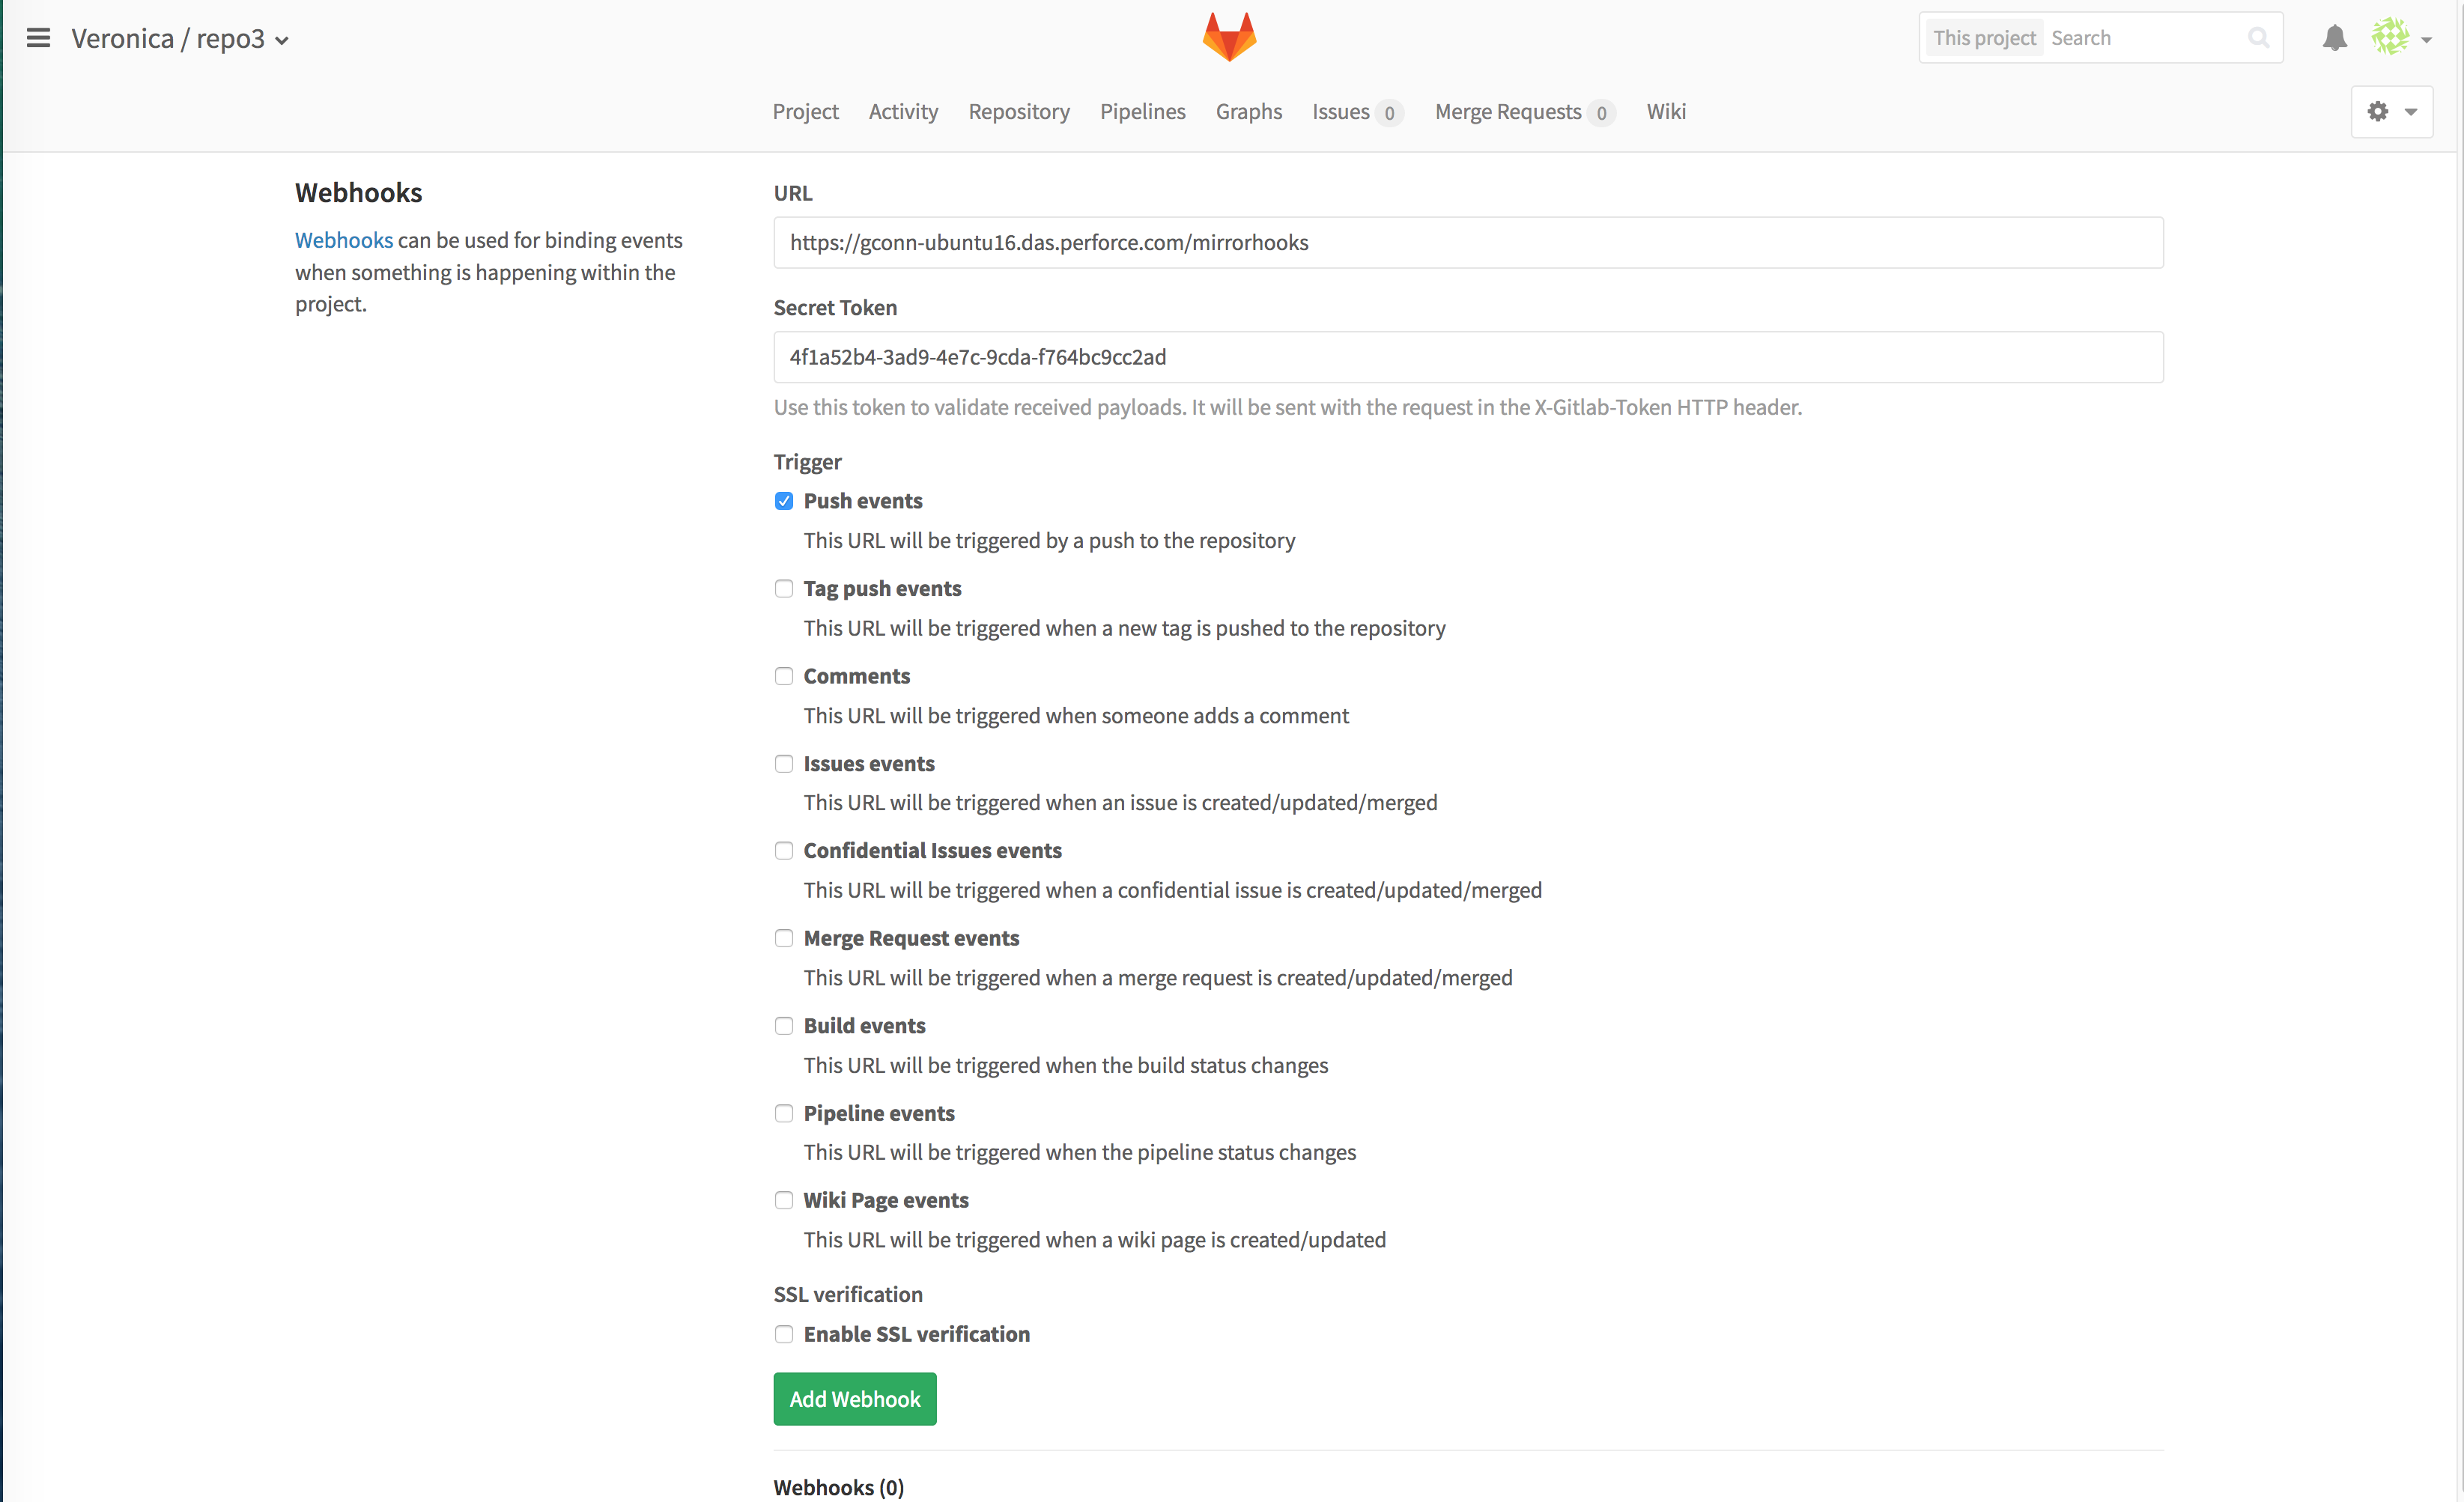 Veronica / repo3
This project Search
Project Activity Repository Pipelines Graphs Issues 0 Merge Requests 0 Wiki
Webhooks
Webhooks can be used for binding events
when something is happening within the
project.
URL
https://gconn-ubuntu16.das.perforce.com/mirrorhooks
Secret Token
4f1a52b4-3ad9-4e7c-9cda-f764bc9cc2ad
Use this token to validate received payloads. It will be sent with the request in the X-Gitlab-Token HTTP header.
Trigger
Push events
This URL will be triggered by a push to the repository
Tag push events
This URL will be triggered when a new tag is pushed to the repository
Comments
This URL will be triggered when someone adds a comment
Issues events
This URL will be triggered when an issue is created/updated/merged
Confidential Issues events
This URL will be triggered when a confidential issue is created/updated/merged
Merge Request events
This URL will be triggered when a merge request is created/updated/merged
Build events
This URL will be triggered when the build status changes
Pipeline events
This URL will be triggered when the pipeline status changes
Wiki Page events
This URL will be triggered when a wiki page is created/updated
SSL verification
Enable SSL verification
Add Webhook
Webhooks (0)